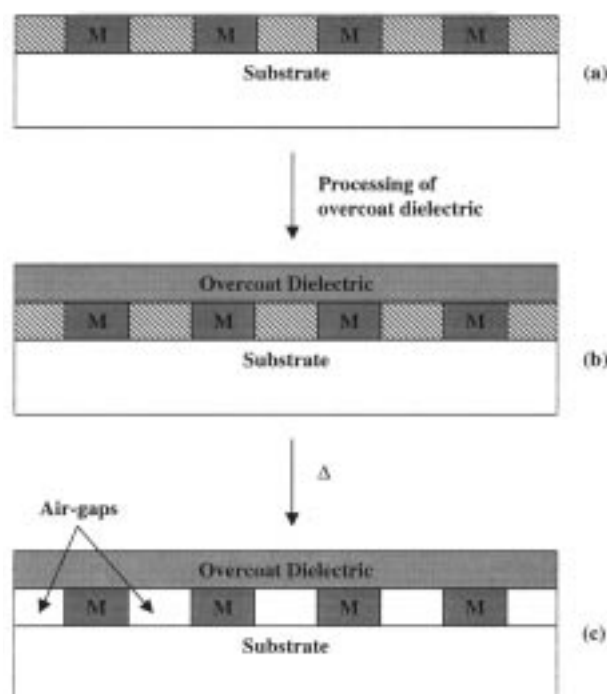 M M M M
Substrate
(a)
Processing of
overcoat dielectric
Overcoat Dielectric
M M M M
Substrate
(b)
Δ
Air-gaps
Overcoat Dielectric
M M M M
Substrate
(c)